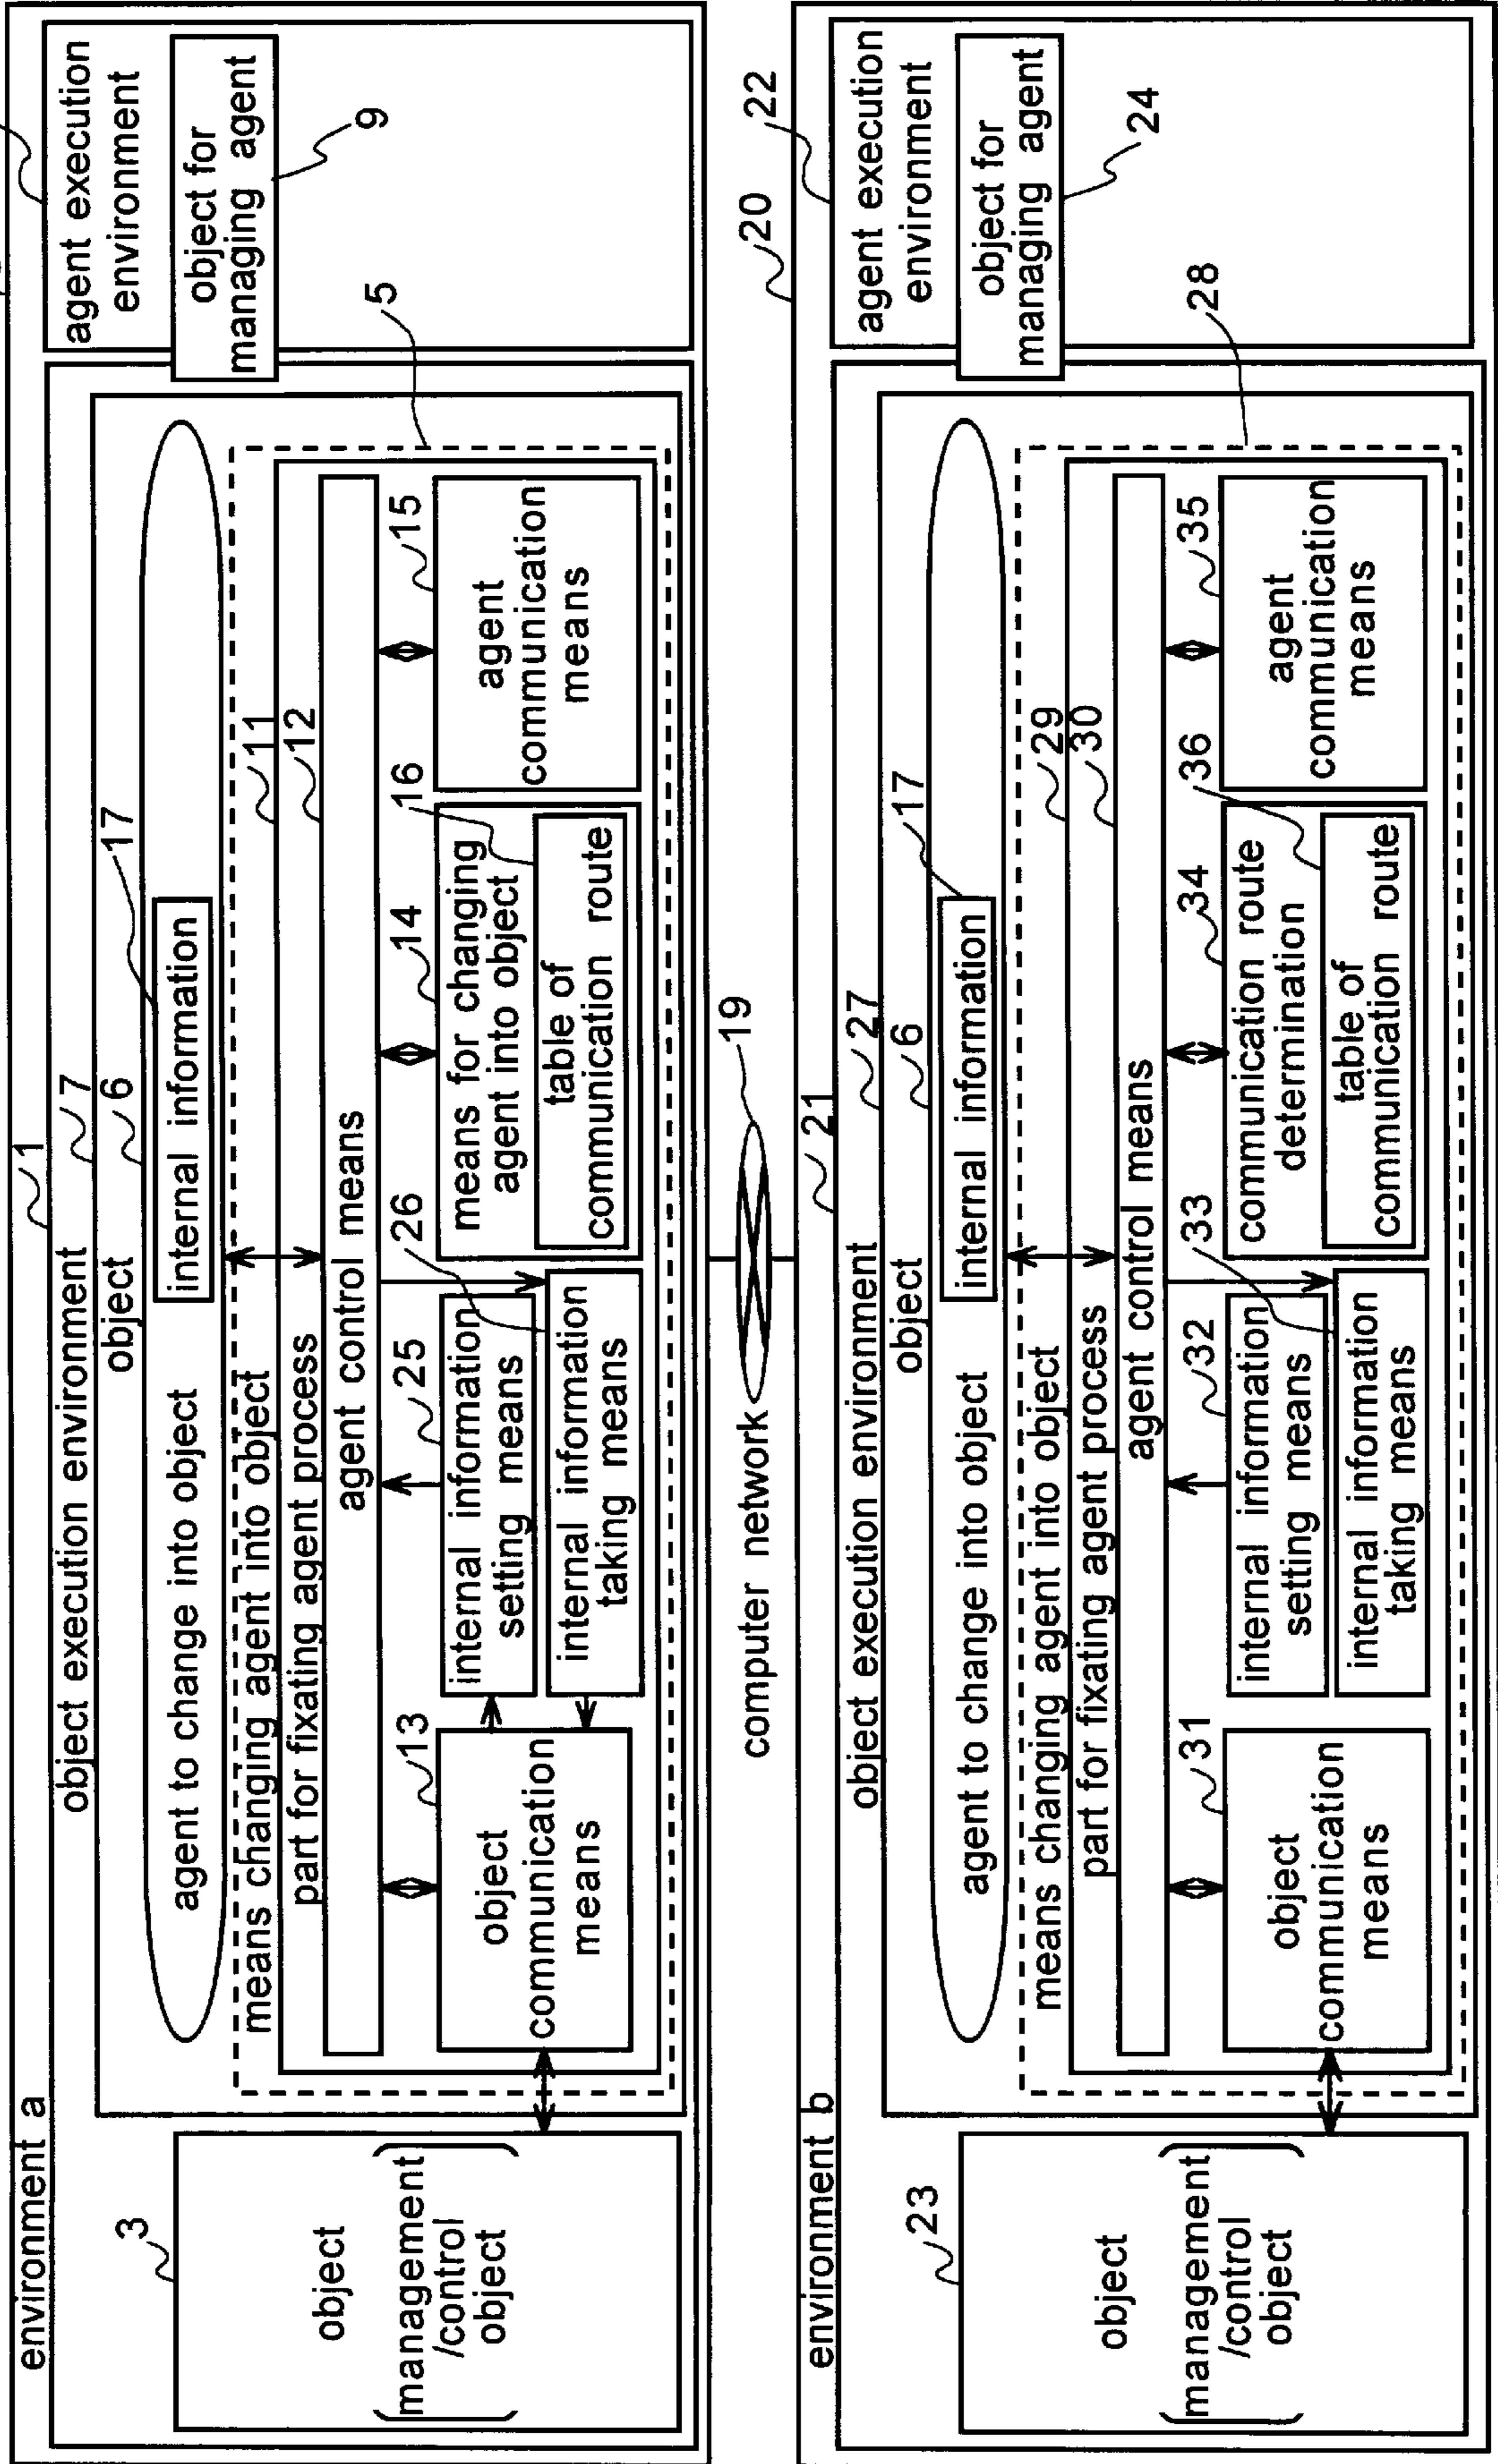 environment a
1
object execution environment
7
agent execution
environment
object
6
object for
managing agent
9
3
object
(management
/control
object)
agent to change into object
internal information
17
means changing agent into object
11
5
part for fixating agent process
12
agent control means
13
object
communication
means
25
internal information
setting means
26
internal information
taking means
14
means for changing
agent into object
16
table of
communication route
15
agent
communication
means
computer network
19
20
environment b
21
object execution environment
27
22
agent execution
environment
object
6
object for
managing agent
24
23
object
(management
/control
object)
agent to change into object
internal information
17
means changing agent into object
29
28
part for fixating agent process
30
agent control means
31
object
communication
means
32
internal information
setting means
33
internal information
taking means
34
communication route
determination
36
table of
communication route
35
agent
communication
means